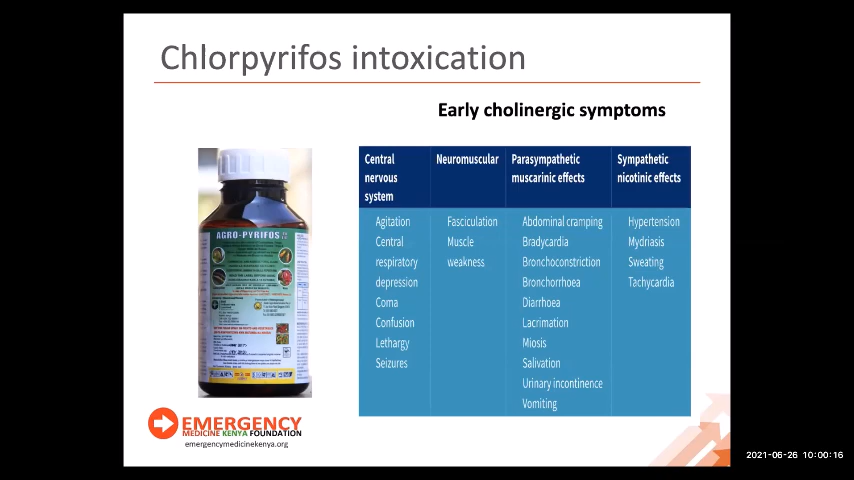 Chlorpyrifos intoxication
Early cholinergic symptoms
AGRO-PYRIFOS
Central nervous system
Agitation
Central respiratory depression
Coma
Confusion
Lethargy
Seizures
Neuromuscular
Fasciculation
Muscle weakness
Parasympathetic muscarinic effects
Abdominal cramping
Bradycardia
Bronchoconstriction
Bronchorrhoea
Diarrhoea
Lacrimation
Miosis
Salivation
Urinary incontinence
Vomiting
Sympathetic nicotinic effects
Hypertension
Mydriasis
Sweating
Tachycardia
EMERGENCY
MEDICINE KENYA FOUNDATION
emergencymedicinekenya.org
2021-06-26 10:00:16